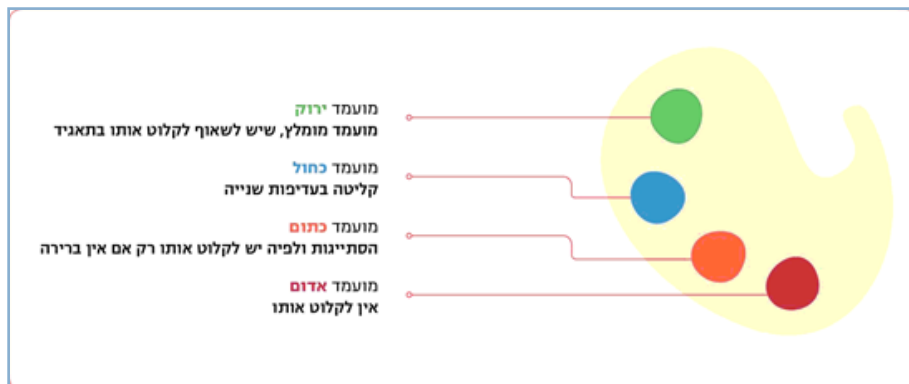 מועמד ירוק
מועמד מומלץ, שיש לשאוף לקלוט אותו בתאגיד
מועמד כחול
קליטה בעדיפות שנייה
מועמד כתום
הסתייגות ולפיה יש לקלוט אותו רק אם אין ברירה
מועמד אדום
אין לקלוט אותו